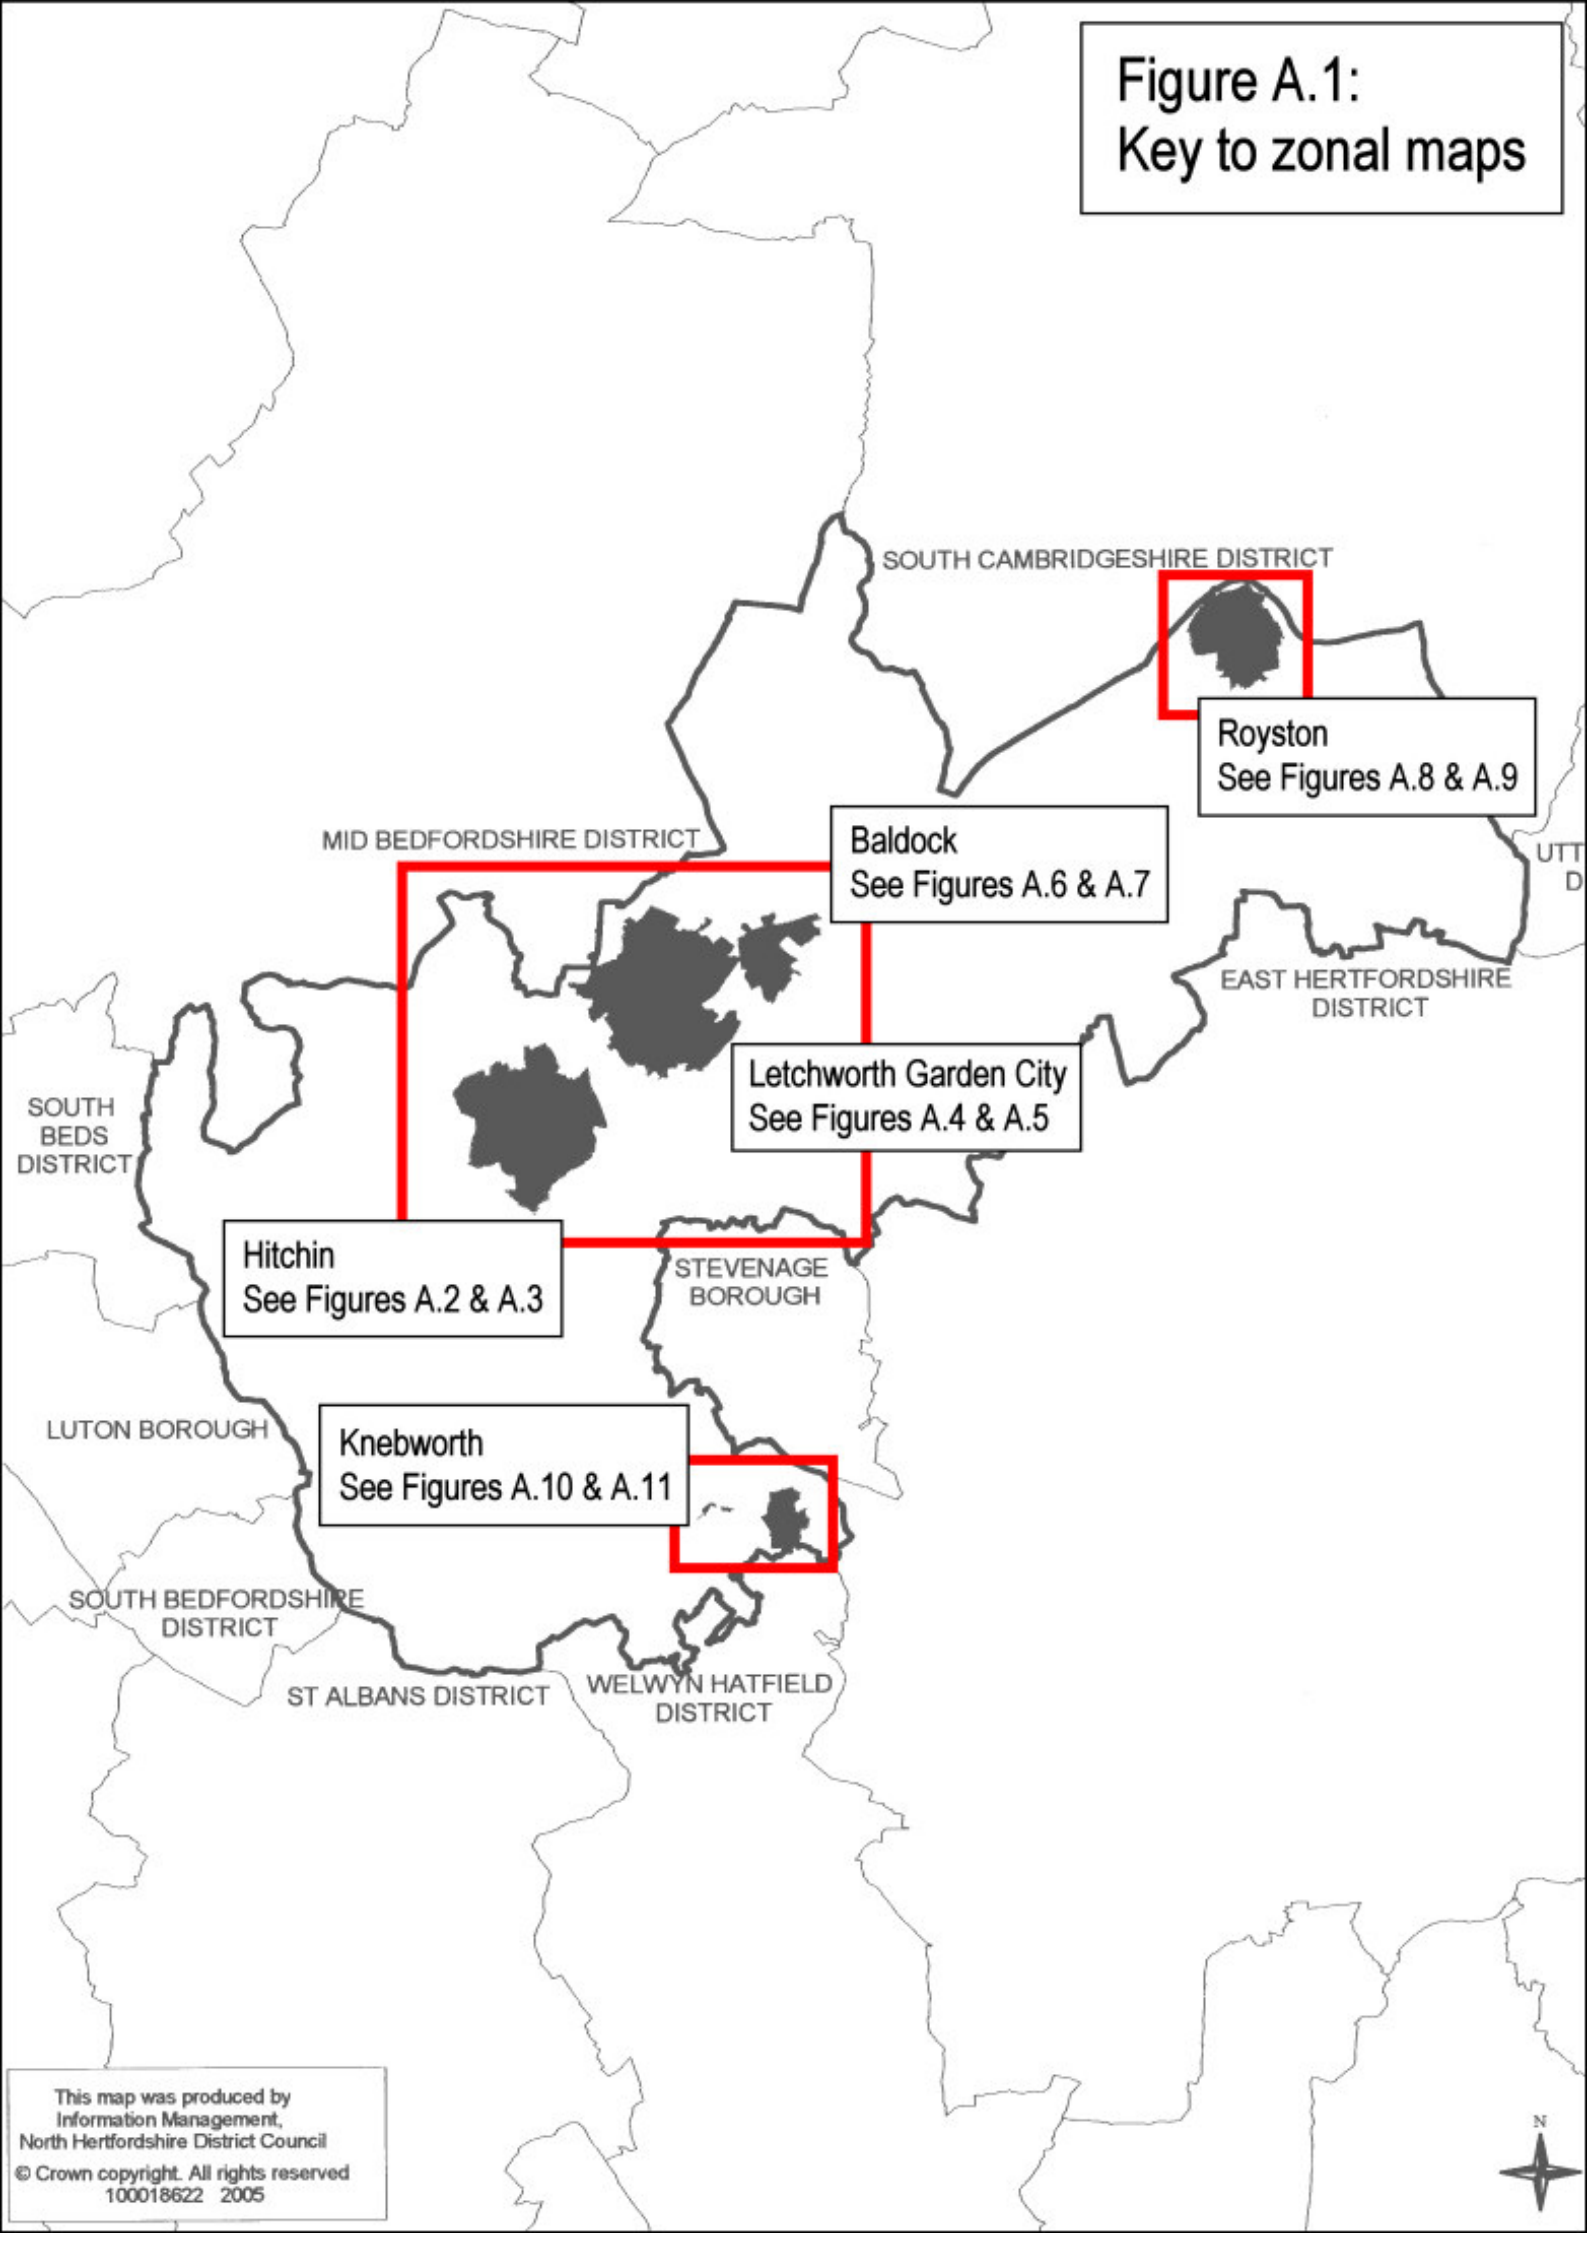 Figure A.1:
Key to zonal maps
SOUTH CAMBRIDGESHIRE DISTRICT
Royston
See Figures A.8 & A.9
MID BEDFORDSHIRE DISTRICT
Baldock
See Figures A.6 & A.7
UTT
D
EAST HERTFORDSHIRE
DISTRICT
Letchworth Garden City
See Figures A.4 & A.5
SOUTH
BEDS
DISTRICT
Hitchin
See Figures A.2 & A.3
STEVENAGE
BOROUGH
LUTON BOROUGH
Knebworth
See Figures A.10 & A.11
SOUTH BEDFORDSHIRE
DISTRICT
ST ALBANS DISTRICT
WELWYN HATFIELD
DISTRICT
This map was produced by
Information Management,
North Hertfordshire District Council
© Crown copyright. All rights reserved
100018622 2005
N